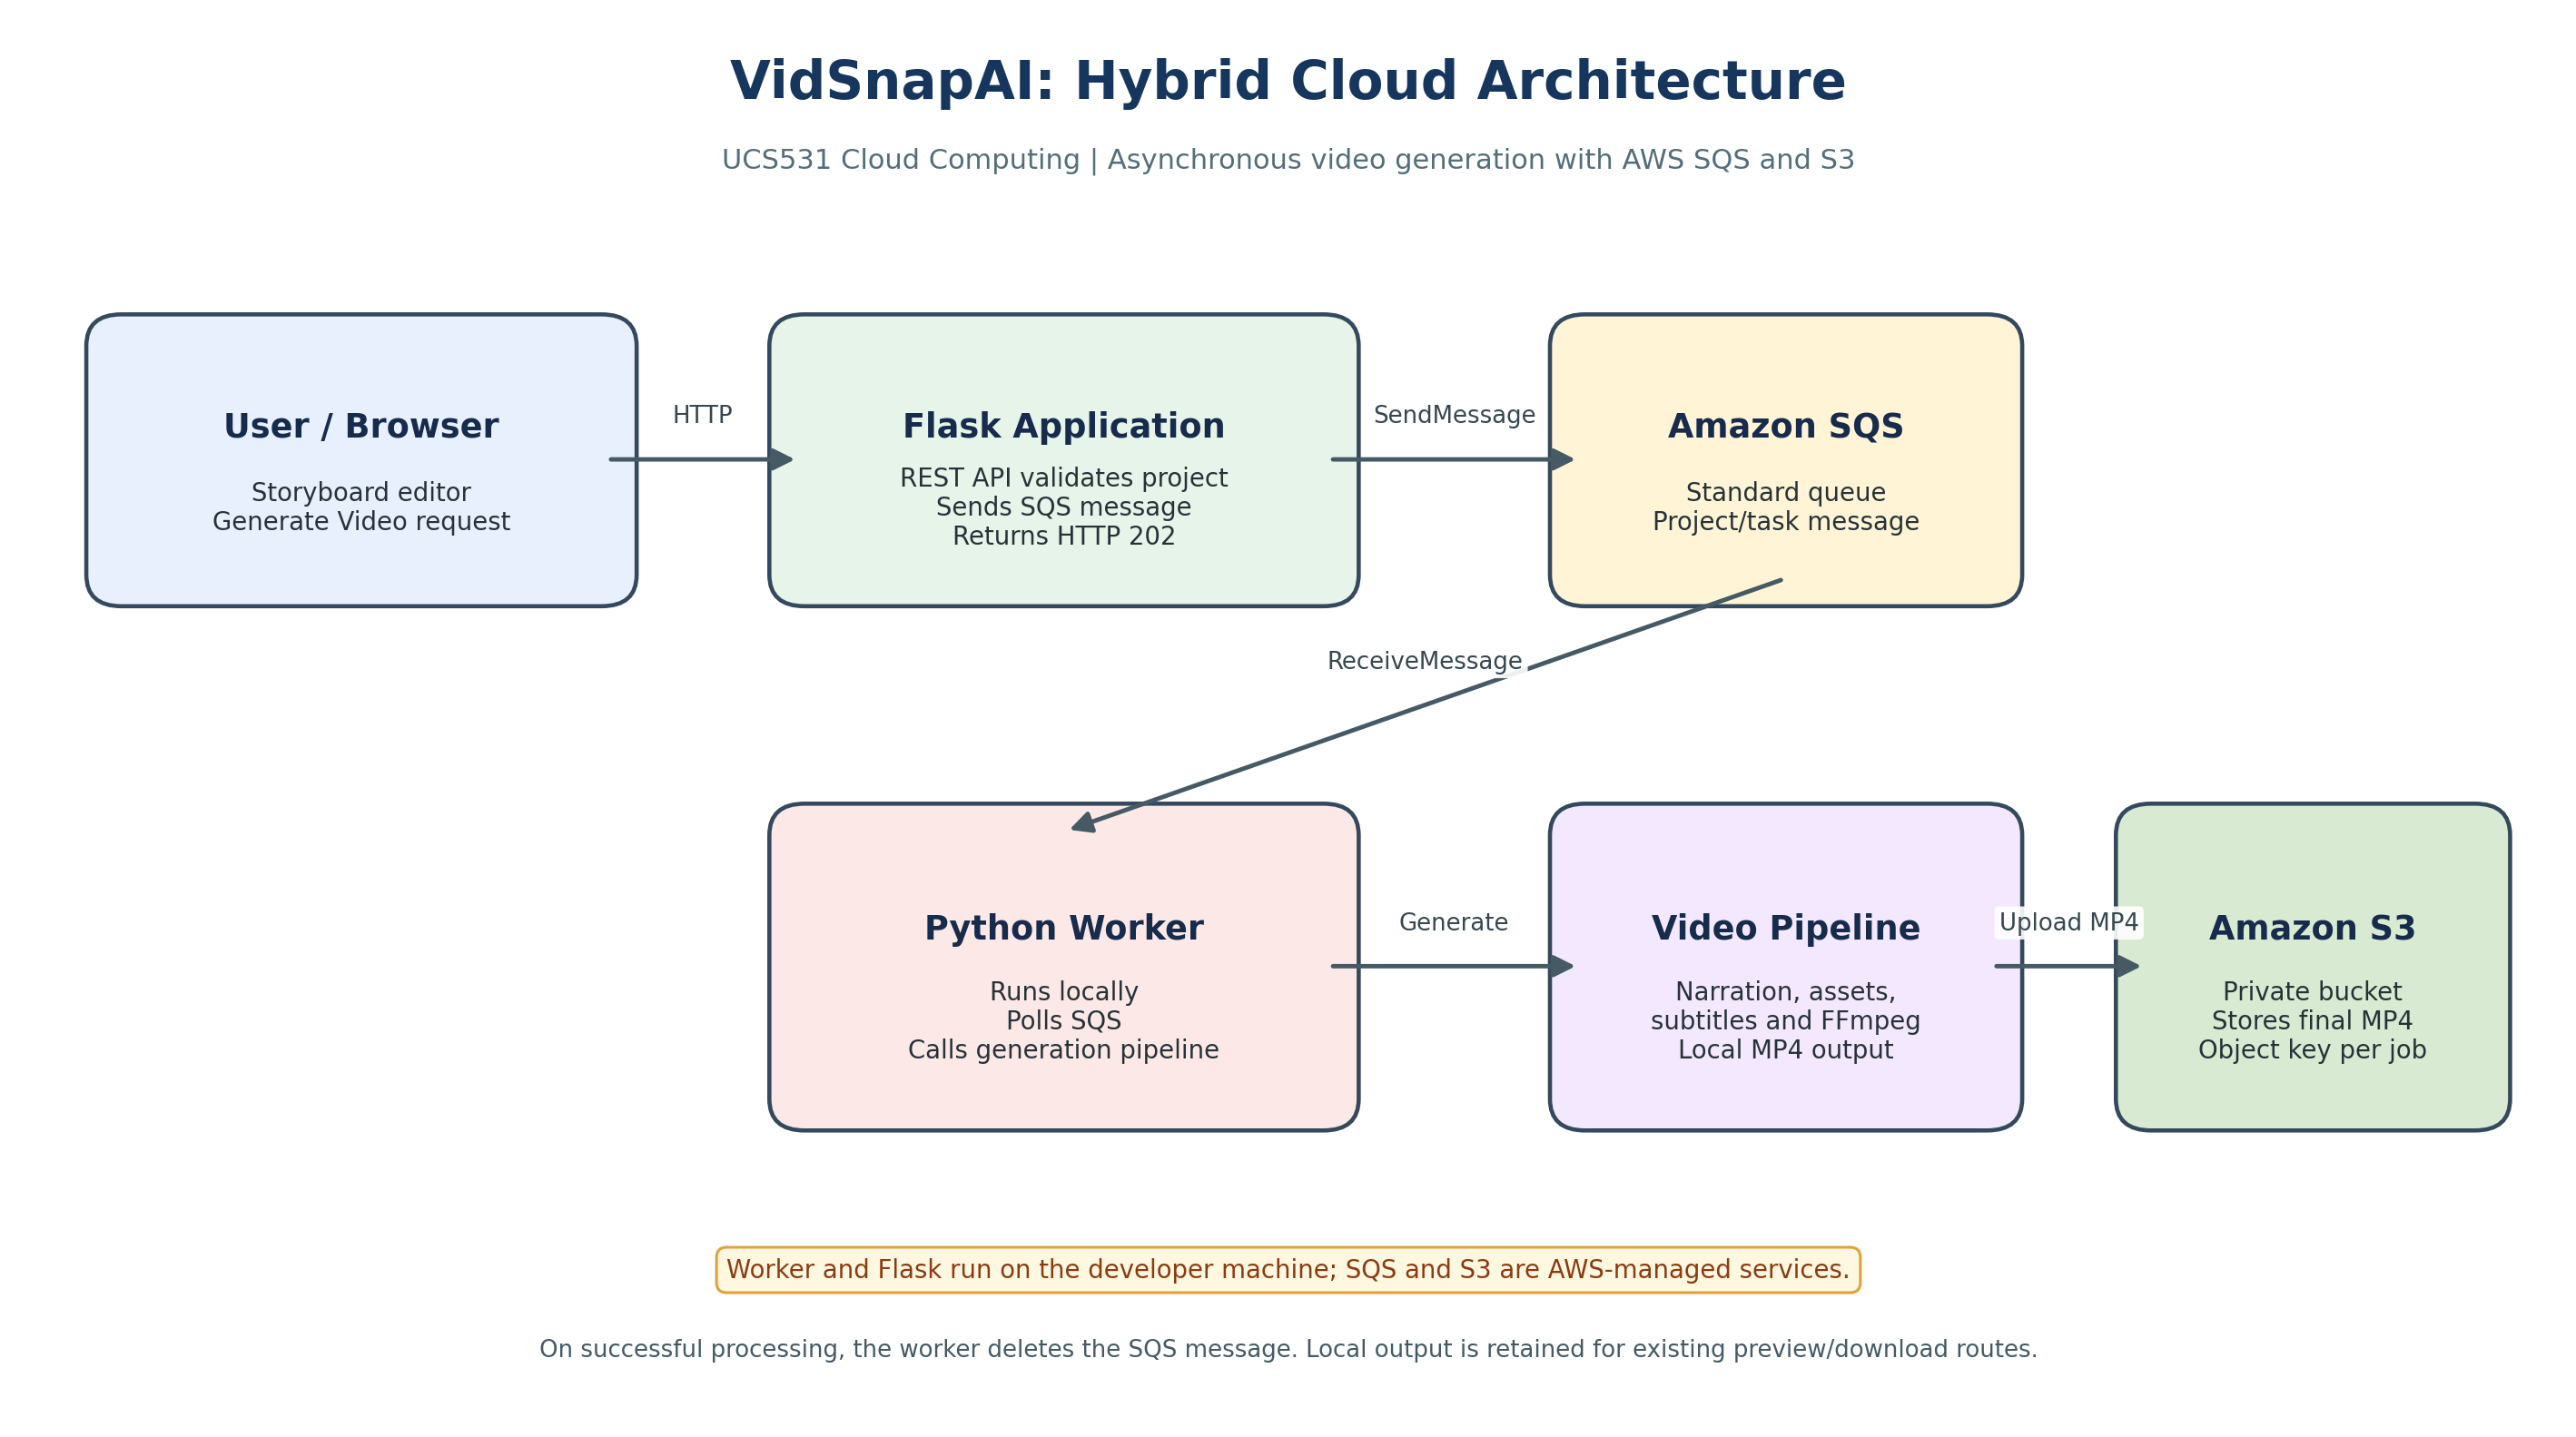 VidSnapAI: Hybrid Cloud Architecture
UCS531 Cloud Computing | Asynchronous video generation with AWS SQS and S3
User / Browser
Storyboard editor
Generate Video request
HTTP
Flask Application
REST API validates project
Sends SQS message
Returns HTTP 202
SendMessage
Amazon SQS
Standard queue
Project/task message
ReceiveMessage
Python Worker
Runs locally
Polls SQS
Calls generation pipeline
Generate
Video Pipeline
Narration, assets,
subtitles and FFmpeg
Local MP4 output
Upload MP4
Amazon S3
Private bucket
Stores final MP4
Object key per job
Worker and Flask run on the developer machine; SQS and S3 are AWS-managed services.
On successful processing, the worker deletes the SQS message. Local output is retained for existing preview/download routes.